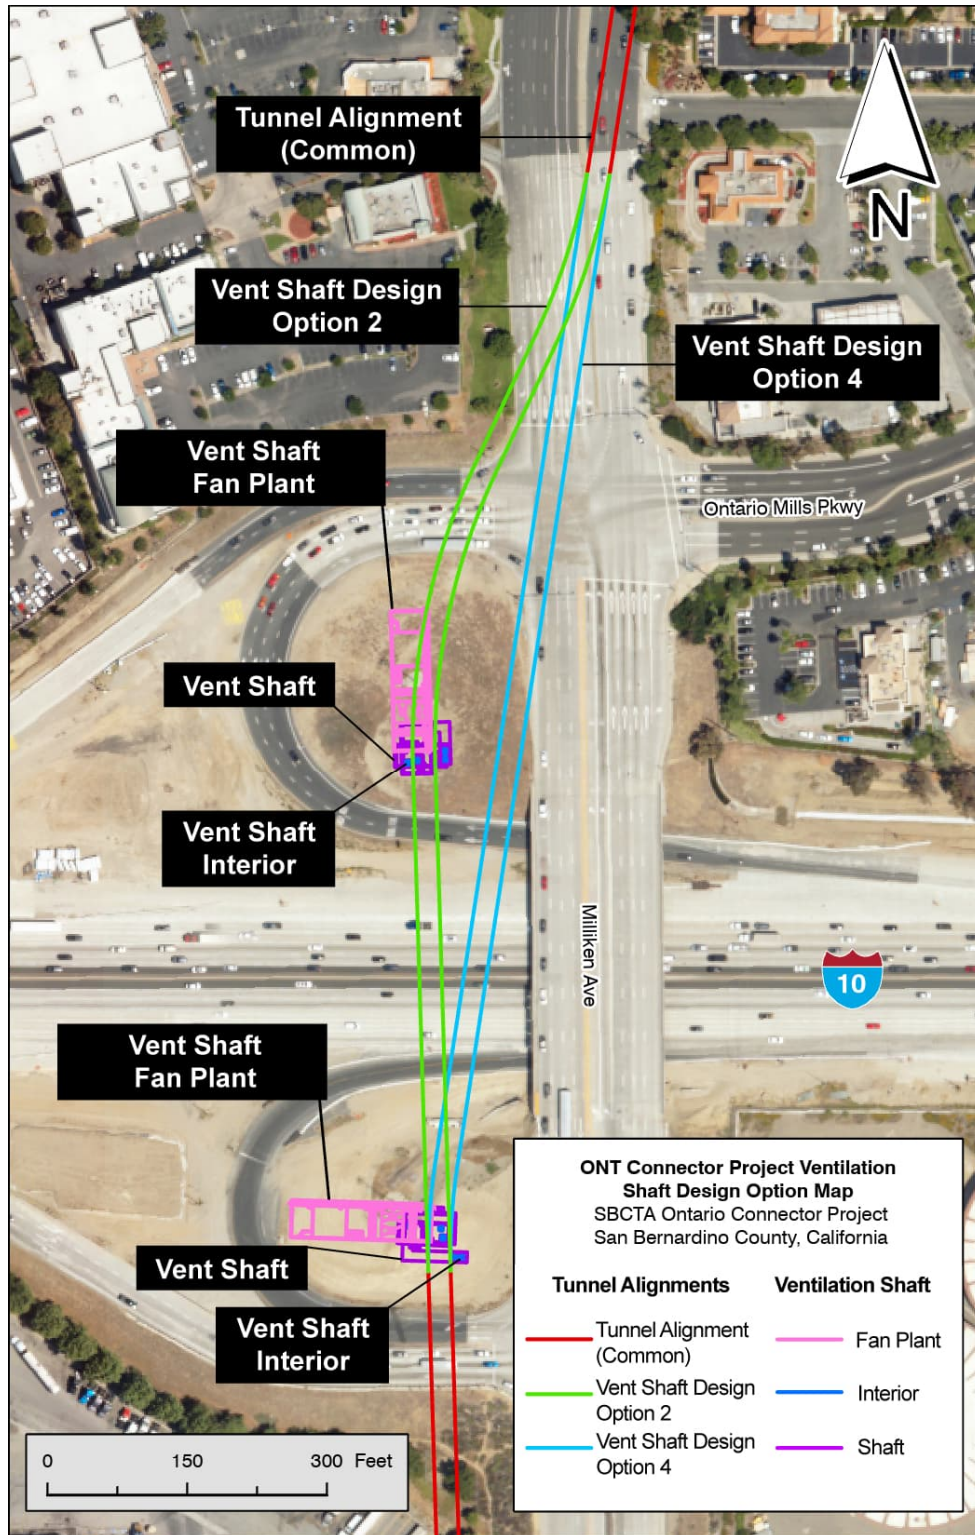 Tunnel Alignment
(Common)
N
Vent Shaft Design
Option 2
Vent Shaft Design
Option 4
Vent Shaft
Fan Plant
Ontario Mills Pkwy
Vent Shaft
Vent Shaft
Interior
Milliken Ave
10
Vent Shaft
Fan Plant
Vent Shaft
Vent Shaft
Interior
ONT Connector Project Ventilation
Shaft Design Option Map
SBCTA Ontario Connector Project
San Bernardino County, California
Tunnel Alignments
Tunnel Alignment
(Common)
Vent Shaft Design
Option 2
Vent Shaft Design
Option 4
Ventilation Shaft
Fan Plant
Interior
Shaft
0 150 300 Feet